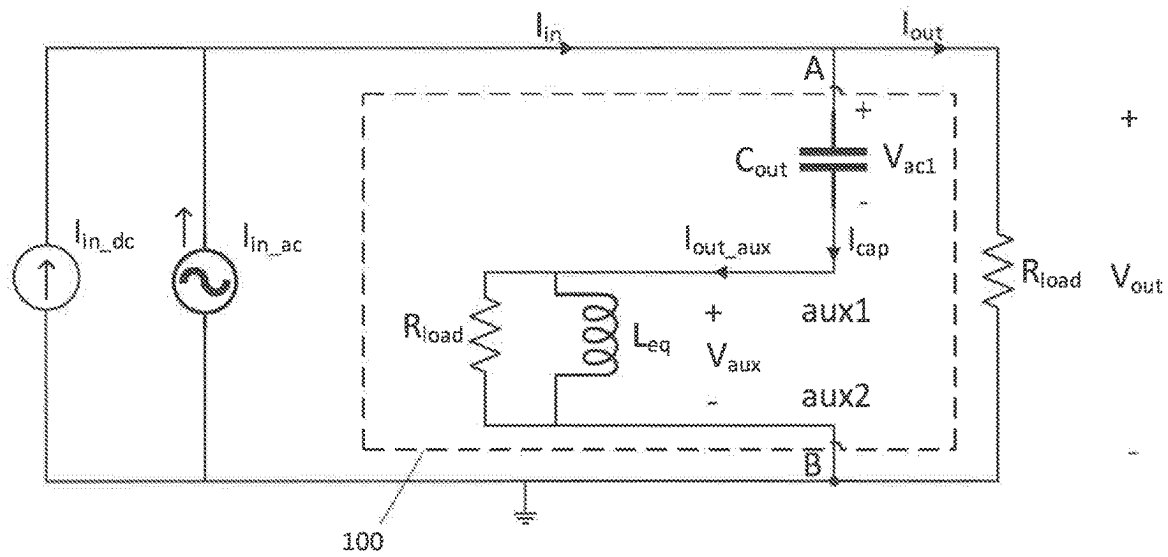 I_in
I_out
A
+
+
C_out
V_ac1
-
I_in_dc
I_in_ac
I_out_aux
I_cap
R_load
V_out
R_load
L_eq
+
aux1
V_aux
-
aux2
B
-
100